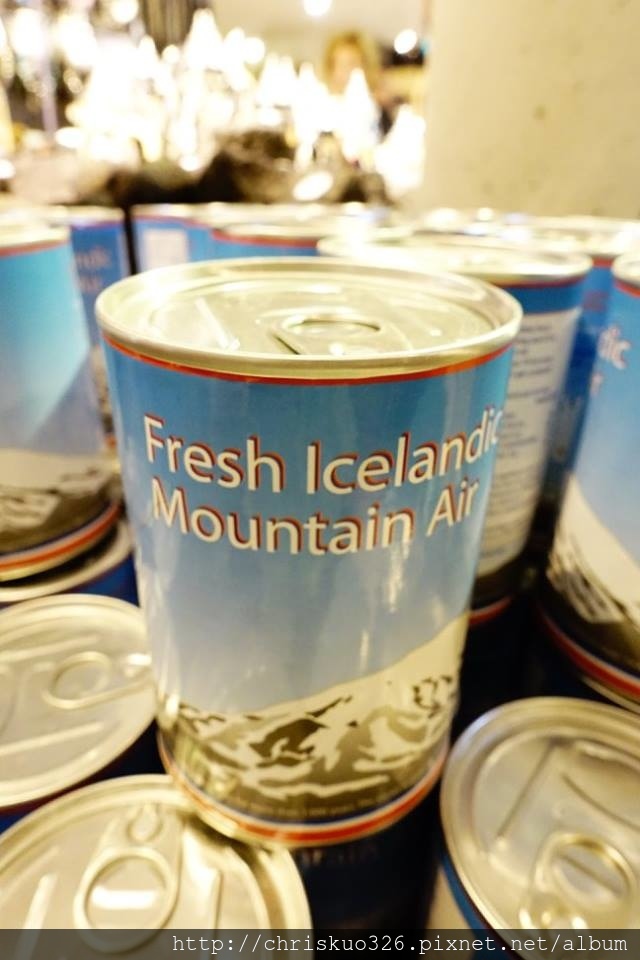 Fresh Icelandic
Mountain Air
http://chriskuo326.pixnet.net/album